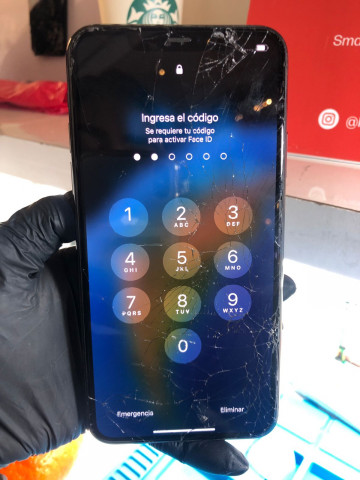 Sma
@
Ingresa el código
Se requiere tu código
para activar Face ID
1
2
ABC
3
DEF
4
GHI
5
JKL
6
MNO
7
PQRS
8
TUV
9
WXYZ
0
Emergencia
Eliminar